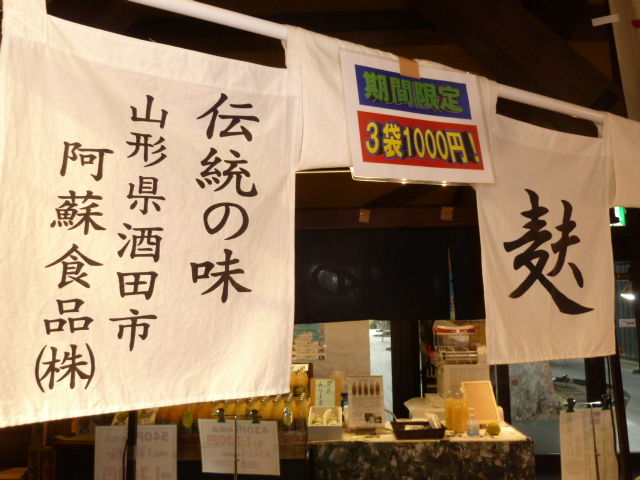 伝統の味
山形県酒田市
阿蘇食品(株)
期間限定
3袋1000円!
麸